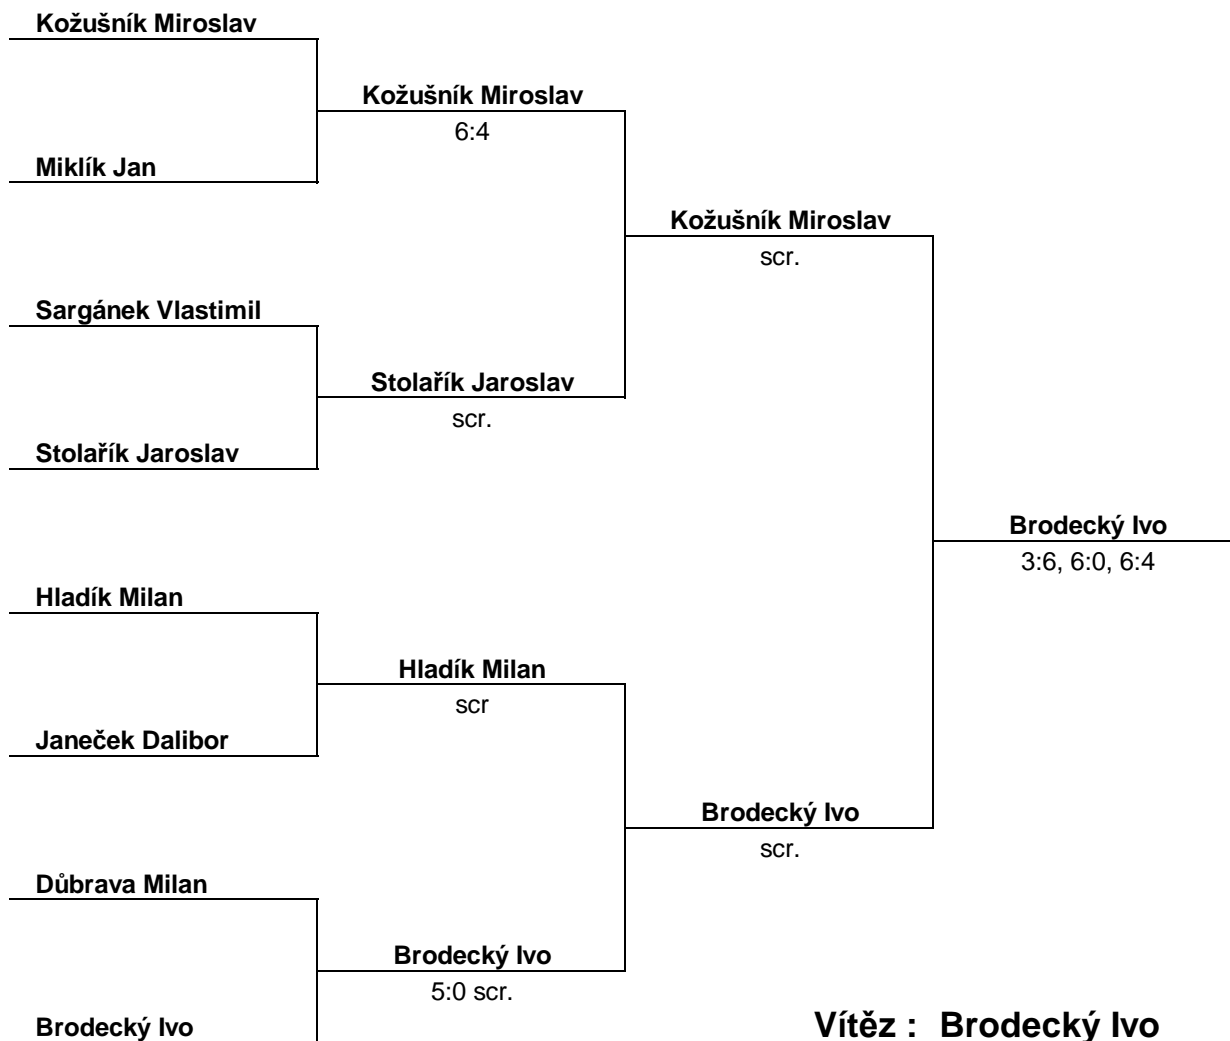 Kožušník Miroslav
Kožušník Miroslav
6:4
Miklík Jan
Kožušník Miroslav
scr.
Sargánek Vlastimil
Stolařík Jaroslav
scr.
Stolařík Jaroslav
Brodecký Ivo
3:6, 6:0, 6:4
Hladík Milan
Hladík Milan
scr
Janeček Dalibor
Brodecký Ivo
scr.
Důbrava Milan
Brodecký Ivo
5:0 scr.
Brodecký Ivo
Vítěz : Brodecký Ivo